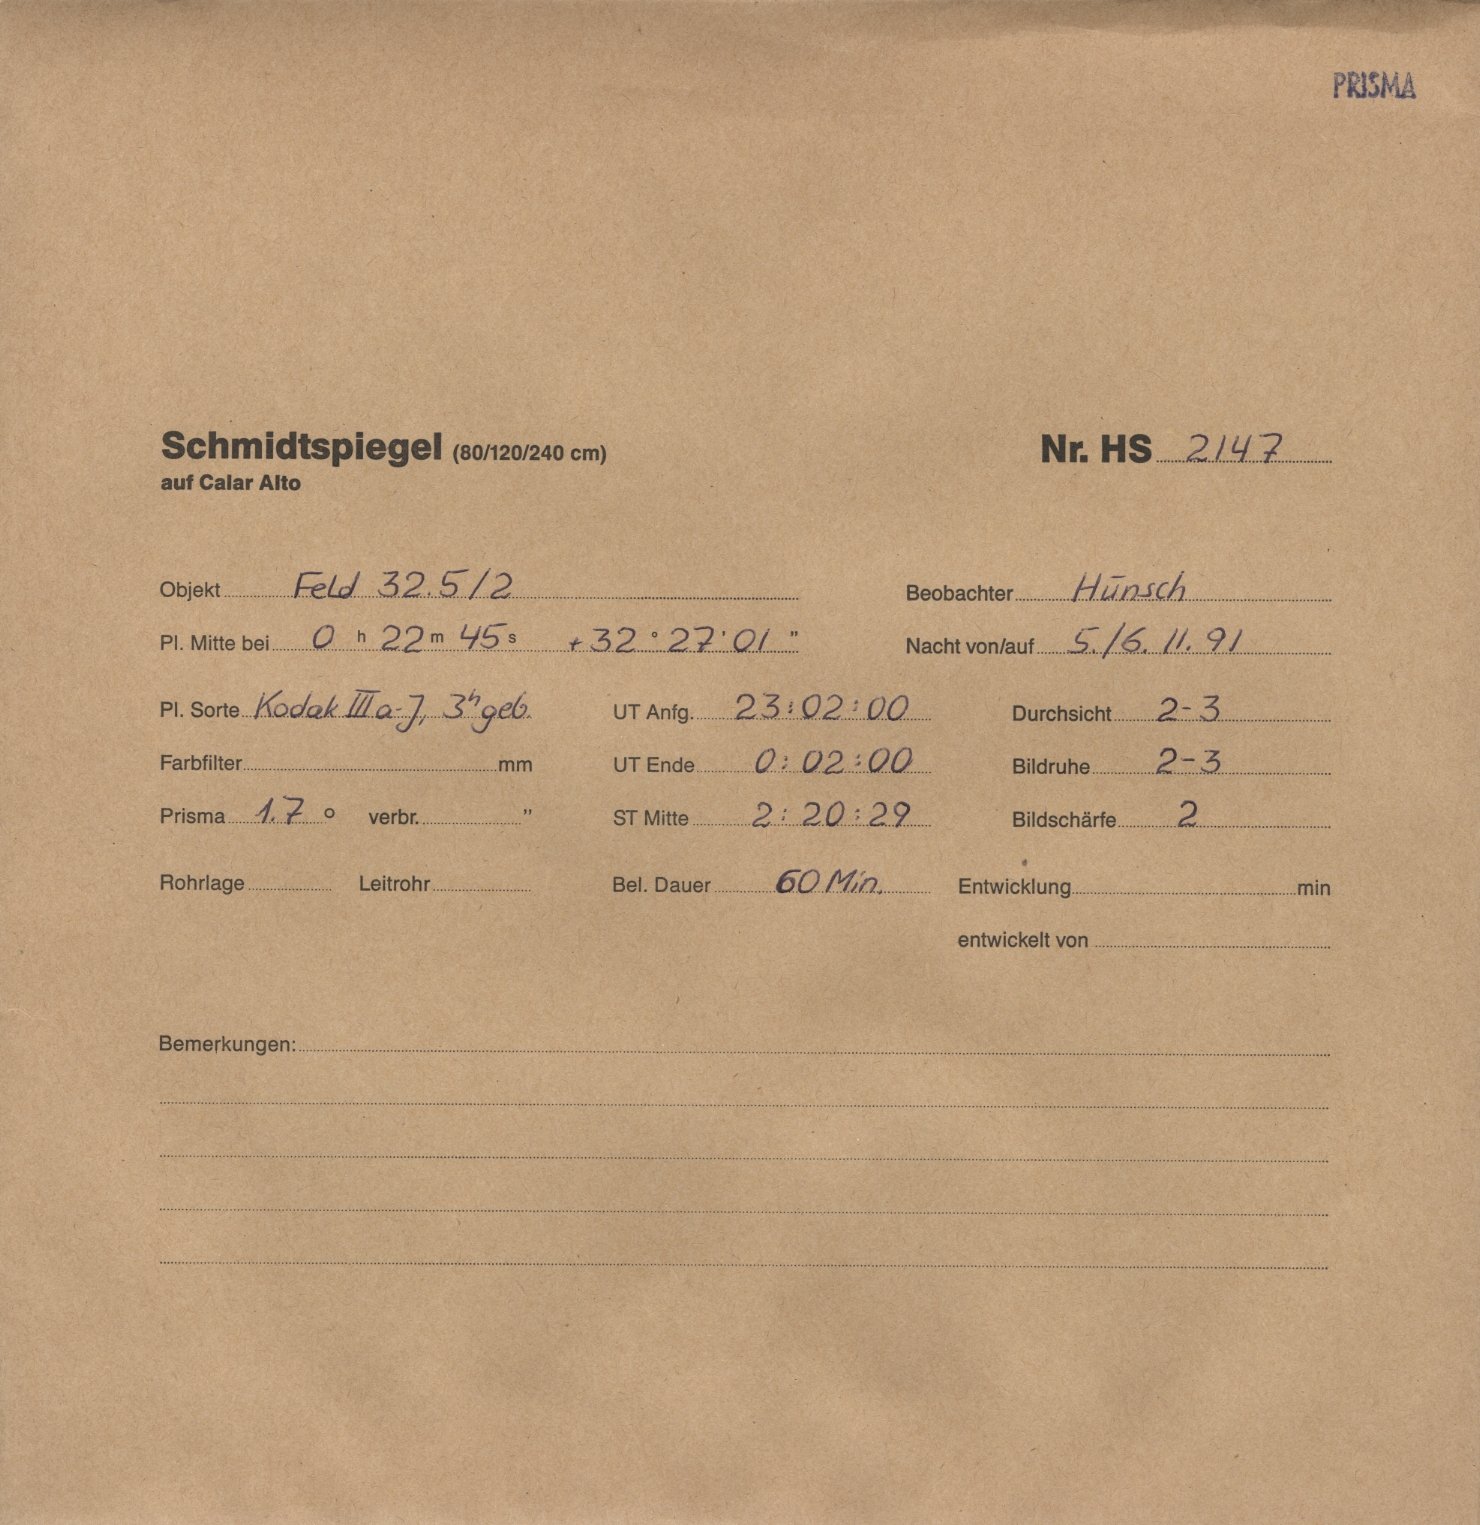 PRISMA
Schmidtspiegel (80/120/240 cm) Nr. HS 2147
auf Calar Alto
Objekt Feld 32.5/2 Beobachter Hünsch
Pl. Mitte bei 0 h 22 m 45 s +32 ° 27 ' 01 " Nacht von/auf 5./6. 11. 91
Pl. Sorte Kodak III a-J, 3h geb. UT Anfg. 23:02:00 Durchsicht 2-3
Farbfilter mm UT Ende 0:02:00 Bildruhe 2-3
Prisma 1.7 ° verbr. " ST Mitte 2:20:29 Bildschärfe 2
Rohrlage Leitrohr Bel. Dauer 60 Min. Entwicklung min
entwickelt von
Bemerkungen: